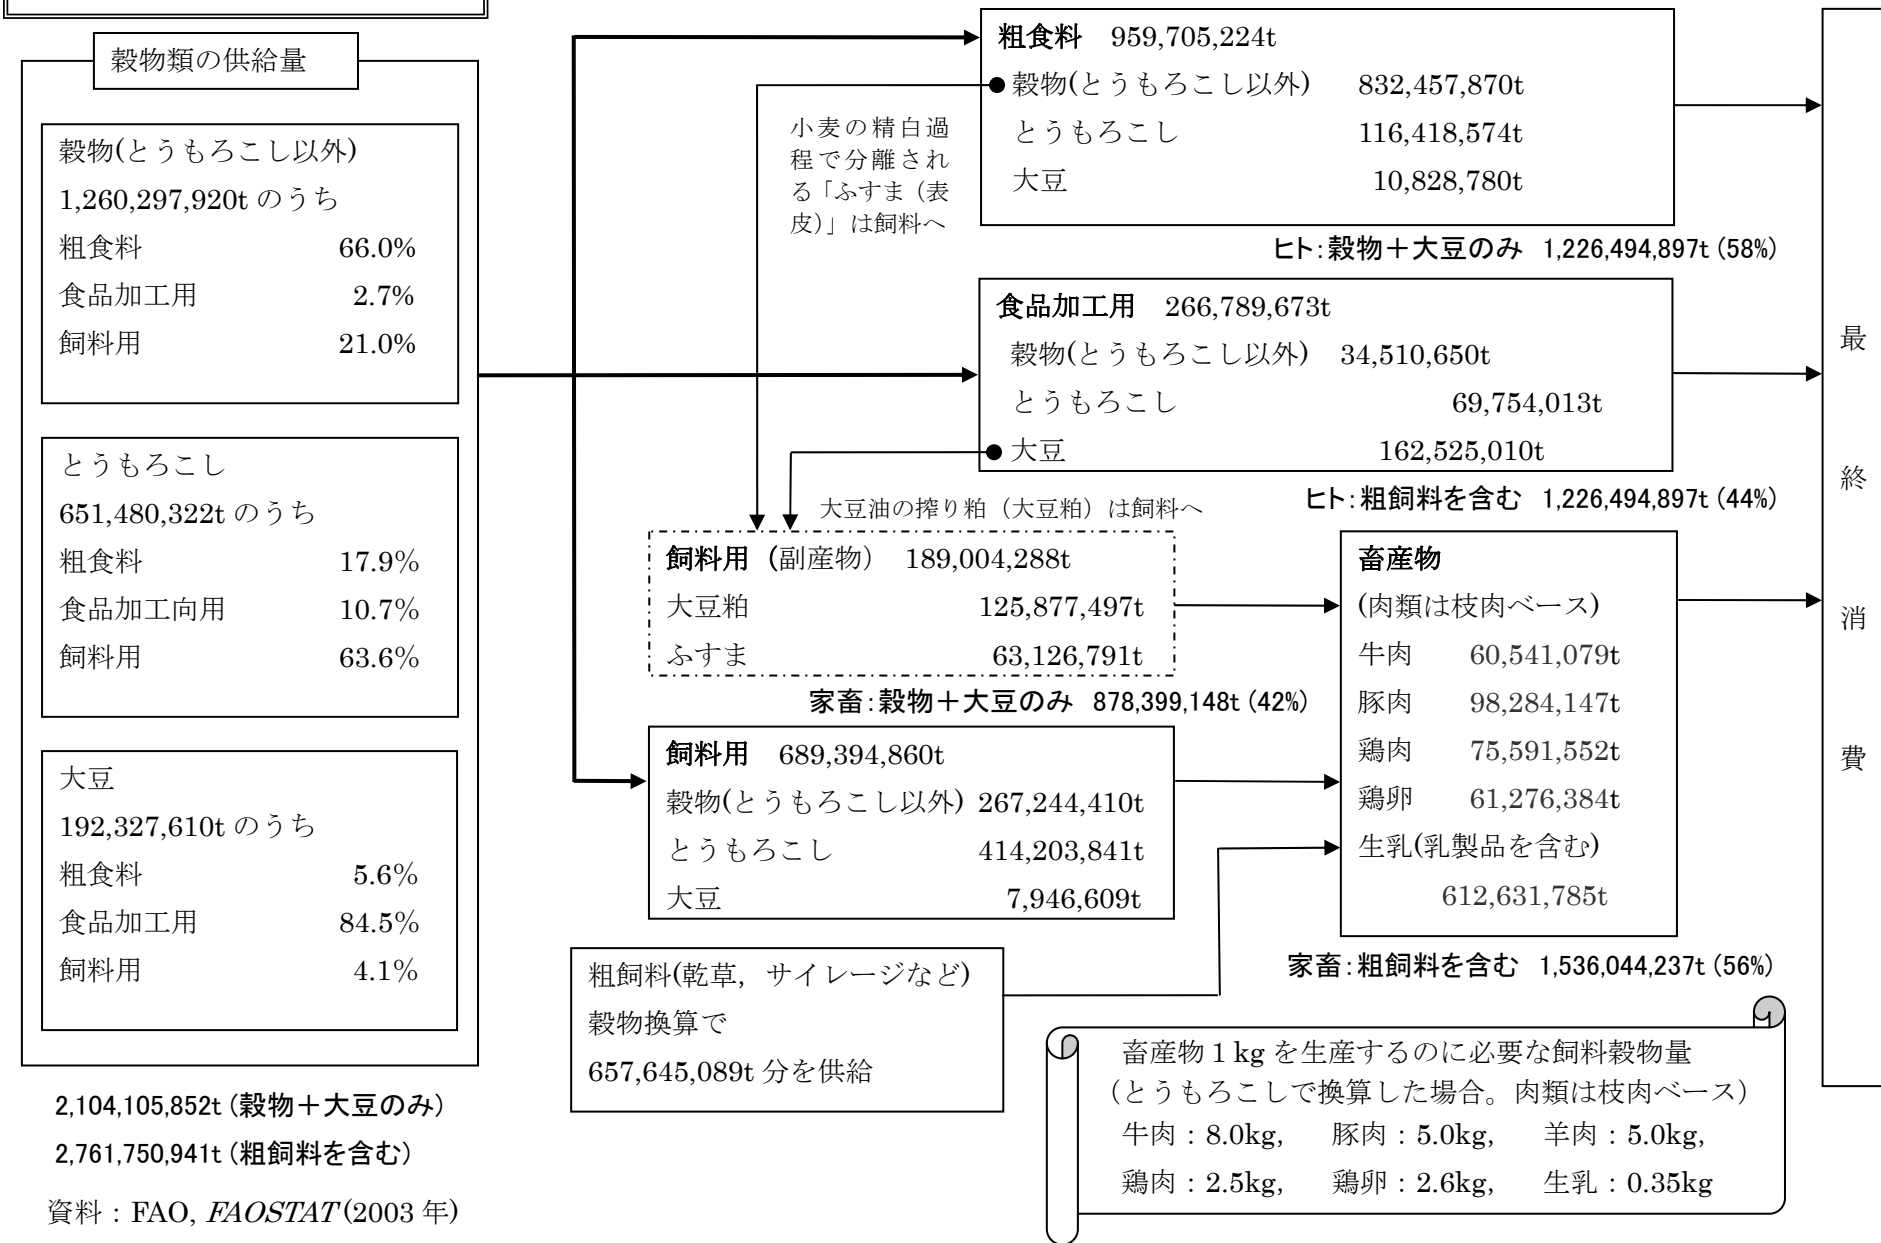 穀物類の供給量
穀物(とうもろこし以外)
1,260,297,920t のうち
粗食料 66.0%
食品加工用 2.7%
飼料用 21.0%
とうもろこし
651,480,322t のうち
粗食料 17.9%
食品加工向用 10.7%
飼料用 63.6%
大豆
192,327,610t のうち
粗食料 5.6%
食品加工用 84.5%
飼料用 4.1%
2,104,105,852t (穀物＋大豆のみ)
2,761,750,941t (粗飼料を含む)
資料：FAO, FAOSTAT (2003 年)
粗食料 959,705,224t
穀物(とうもろこし以外) 832,457,870t
とうもろこし 116,418,574t
大豆 10,828,780t
小麦の精白過
程で分離され
る「ふすま（表
皮）」は飼料へ
ヒト：穀物＋大豆のみ 1,226,494,897t (58%)
食品加工用 266,789,673t
穀物(とうもろこし以外) 34,510,650t
とうもろこし 69,754,013t
大豆 162,525,010t
ヒト：粗飼料を含む 1,226,494,897t (44%)
大豆油の搾り粕（大豆粕）は飼料へ
飼料用（副産物） 189,004,288t
大豆粕 125,877,497t
ふすま 63,126,791t
家畜：穀物＋大豆のみ 878,399,148t (42%)
飼料用 689,394,860t
穀物(とうもろこし以外) 267,244,410t
とうもろこし 414,203,841t
大豆 7,946,609t
粗飼料(乾草，サイレージなど)
穀物換算で
657,645,089t 分を供給
畜産物
(肉類は枝肉ベース)
牛肉 60,541,079t
豚肉 98,284,147t
鶏肉 75,591,552t
鶏卵 61,276,384t
生乳(乳製品を含む)
612,631,785t
家畜：粗飼料を含む 1,536,044,237t (56%)
畜産物 1 kg を生産するのに必要な飼料穀物量
（とうもろこしで換算した場合。肉類は枝肉ベース）
牛肉：8.0kg, 豚肉：5.0kg, 羊肉：5.0kg,
鶏肉：2.5kg, 鶏卵：2.6kg, 生乳：0.35kg
最
終
消
費